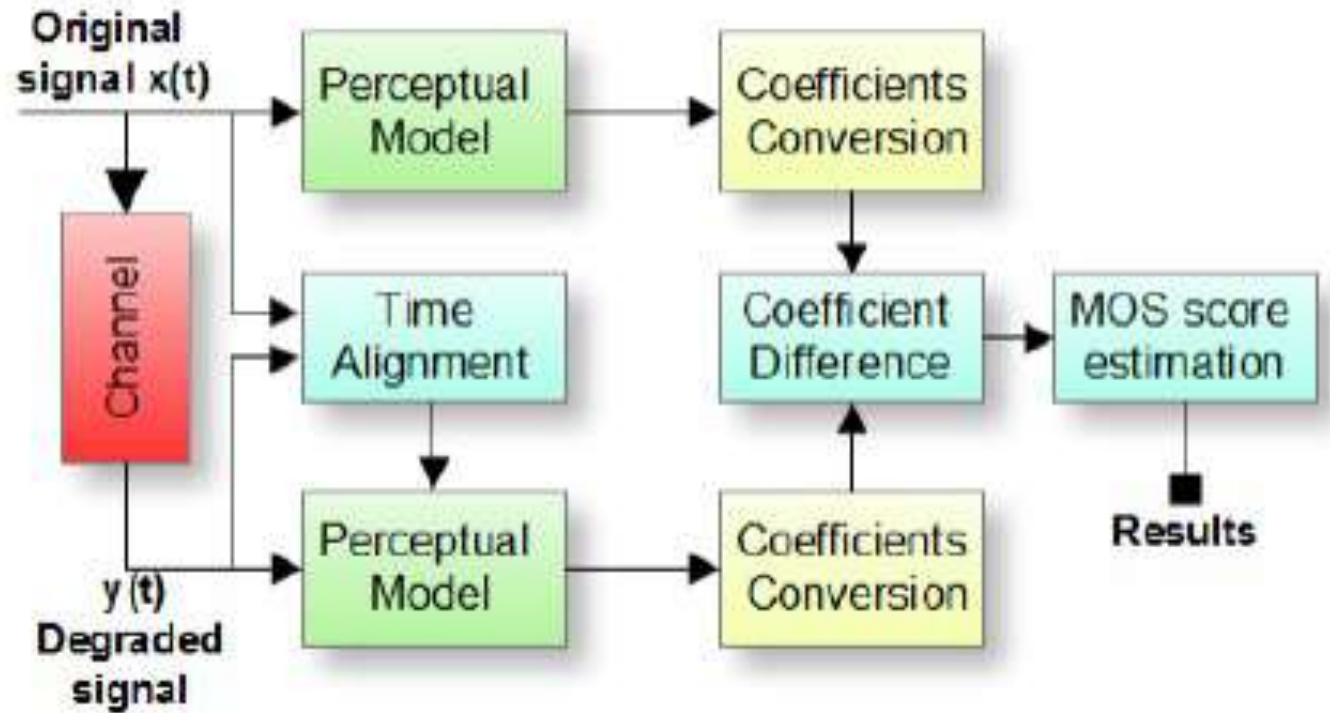 Original
signal x(t)
Perceptual
Model
Coefficients
Conversion
Channel
Time
Alignment
Coefficient
Difference
MOS score
estimation
Perceptual
Model
Coefficients
Conversion
Results
y (t)
Degraded
signal